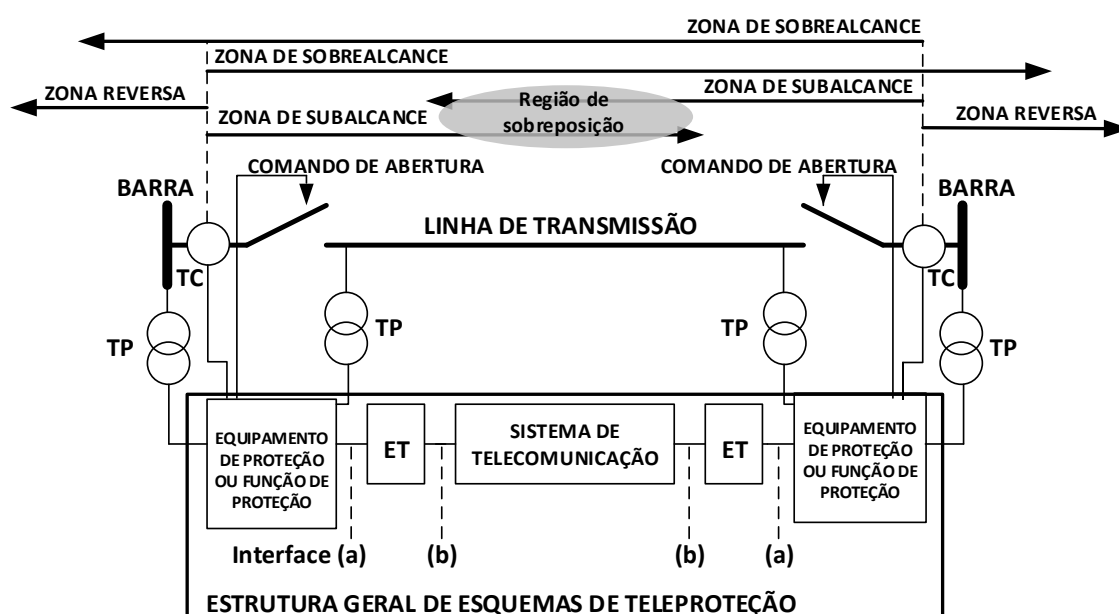 ZONA DE SOBREALCANCE
ZONA DE SOBREALCANCE
ZONA REVERSA
ZONA DE SUBALCANCE
Região de
sobreposição
ZONA DE SUBALCANCE
ZONA REVERSA
COMANDO DE ABERTURA
COMANDO DE ABERTURA
BARRA
BARRA
LINHA DE TRANSMISSÃO
TC
TC
TP
TP
TP
TP
EQUIPAMENTO
DE PROTEÇÃO
OU FUNÇÃO DE
PROTEÇÃO
ET
SISTEMA DE
TELECOMUNICAÇÃO
ET
EQUIPAMENTO
DE PROTEÇÃO
OU FUNÇÃO DE
PROTEÇÃO
Interface (a)
(b)
(b)
(a)
ESTRUTURA GERAL DE ESQUEMAS DE TELEPROTEÇÃO